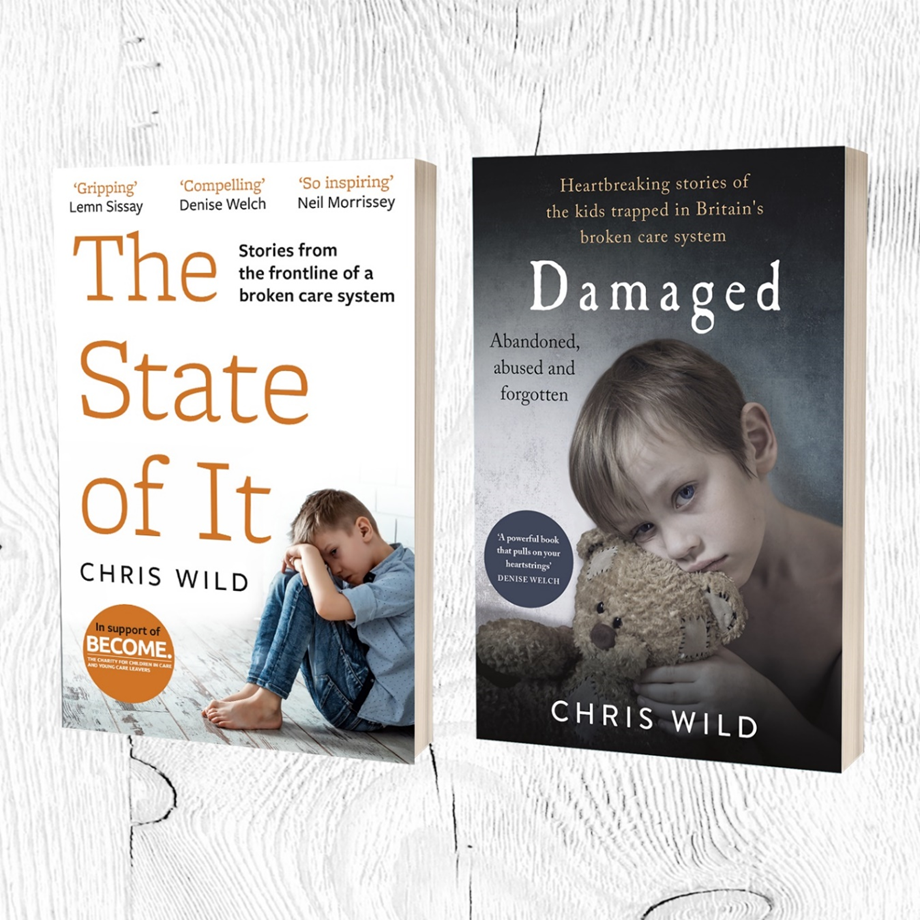 ‘Gripping’
Lemn Sissay
‘Compelling’
Denise Welch
‘So inspiring’
Neil Morrissey
The
State
of It
Stories from
the frontline of a
broken care system
CHRIS WILD
In support of
BECOME.
THE CHARITY FOR CHILDREN IN CARE
AND YOUNG CARE LEAVERS
Heartbreaking stories of
the kids trapped in Britain's
broken care system
Damaged
Abandoned,
abused and
forgotten
‘A powerful book
that pulls on your
heartstrings’
DENISE WELCH
CHRIS WILD